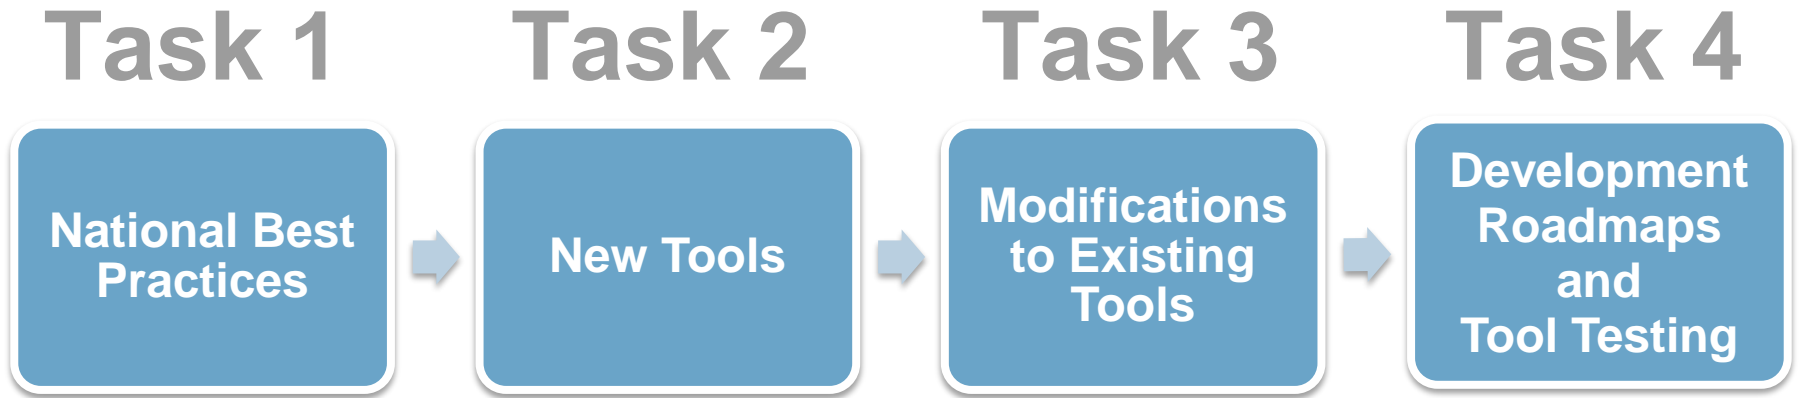 Task 1
Task 2
Task 3
Task 4
National Best
Practices
New Tools
Modifications
to Existing
Tools
Development
Roadmaps
and
Tool Testing